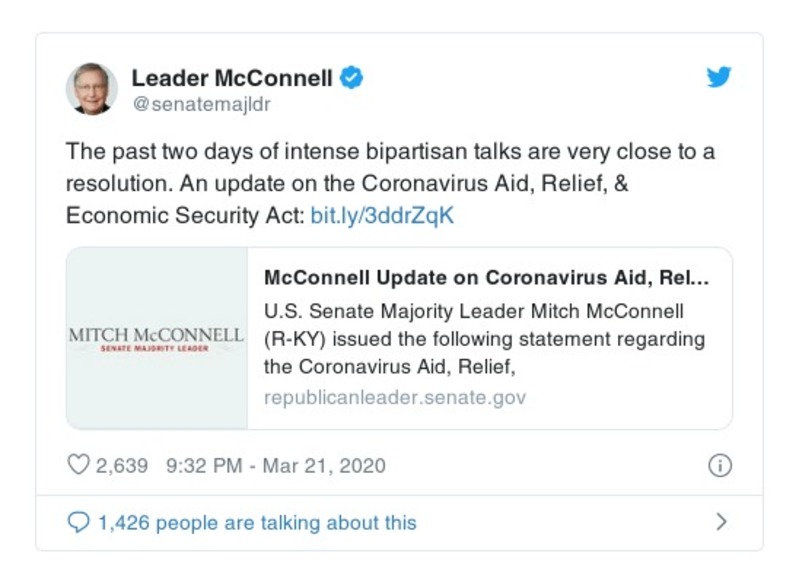 Leader McConnell
@senatemajldr
The past two days of intense bipartisan talks are very close to a
resolution. An update on the Coronavirus Aid, Relief, &
Economic Security Act: bit.ly/3ddrZqK
MITCH McCONNELL
SENATE MAJORITY LEADER
McConnell Update on Coronavirus Aid, Rel...
U.S. Senate Majority Leader Mitch McConnell
(R-KY) issued the following statement regarding
the Coronavirus Aid, Relief,
republicanleader.senate.gov
2,639 9:32 PM - Mar 21, 2020
1,426 people are talking about this